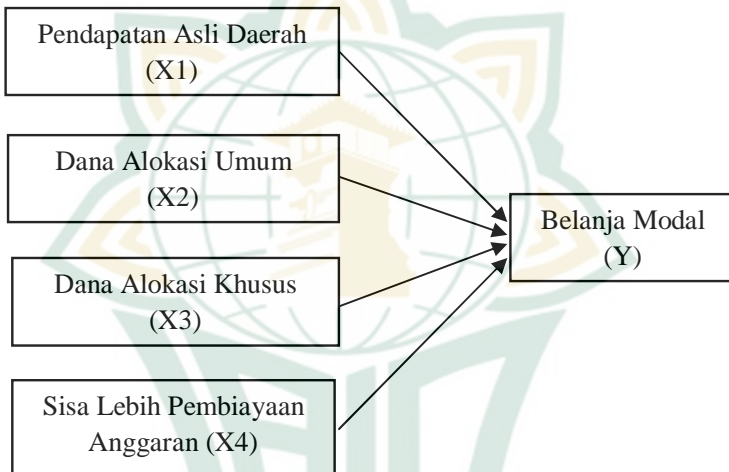 Pendapatan Asli Daerah
(X1)
Dana Alokasi Umum
(X2)
Dana Alokasi Khusus
(X3)
Sisa Lebih Pembiayaan
Anggaran (X4)
Belanja Modal
(Y)